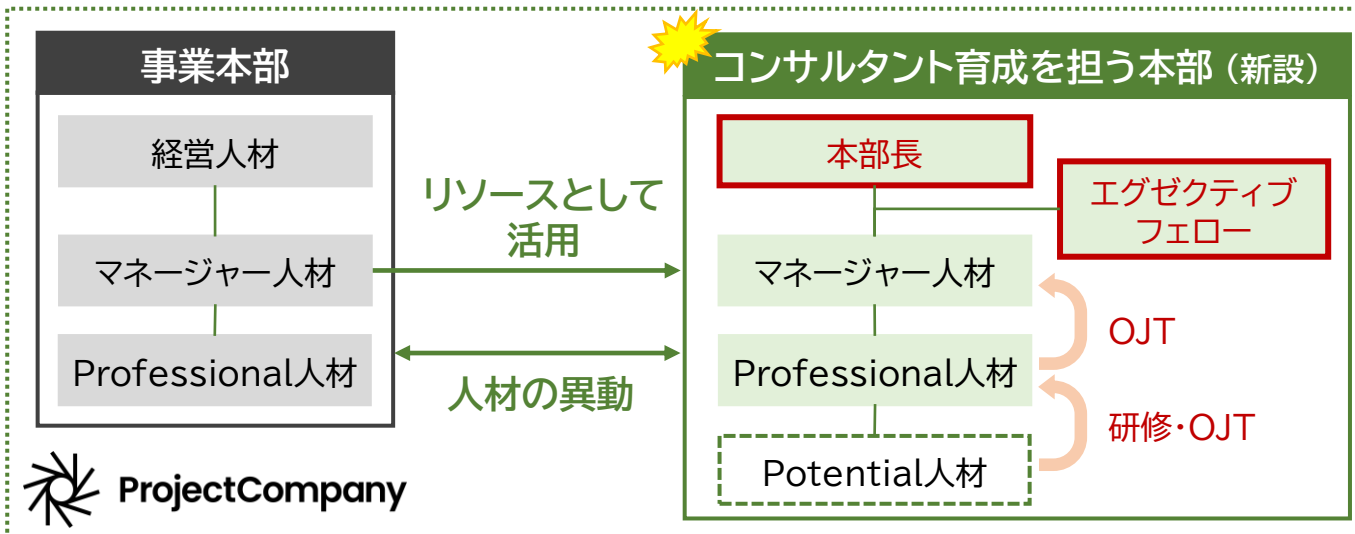 事業本部
経営人材
マネージャー人材
Professional人材
ProjectCompany
リソースとして
活用
人材の異動
コンサルタント育成を担う本部（新設）
本部長
エグゼクティブ
フェロー
マネージャー人材
Professional人材
Potential人材
OJT
研修・OJT